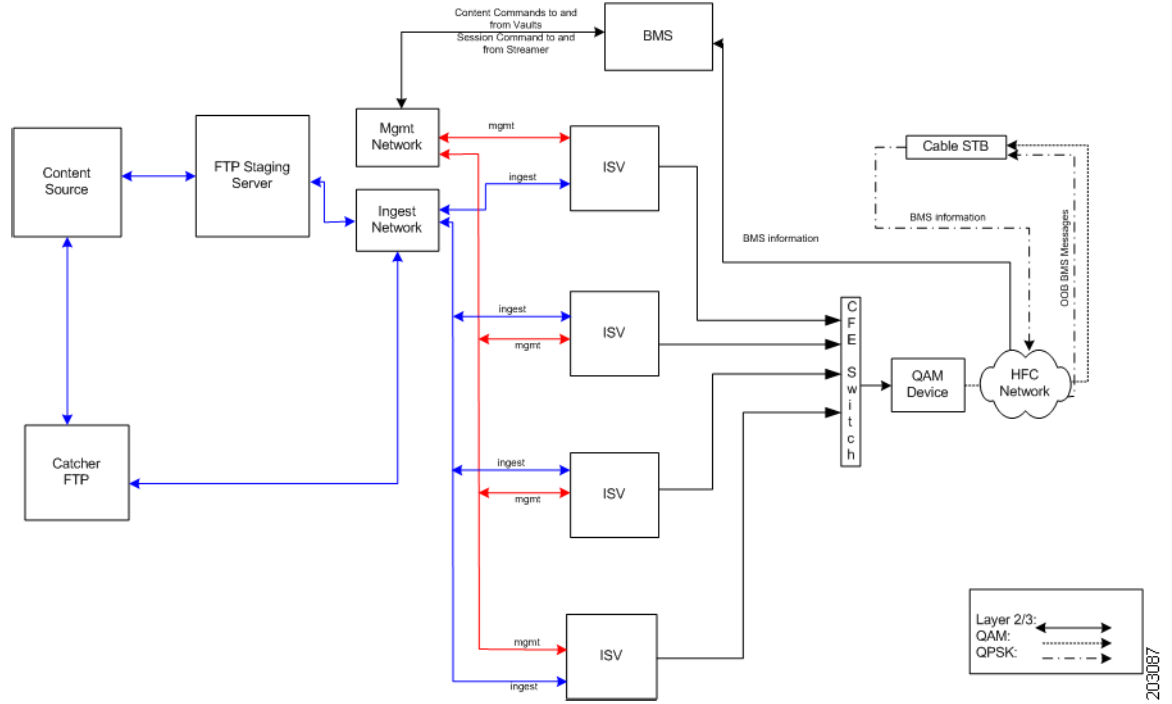 Content Commands to and
from Vaults
Session Command to and
from Streamer
BMS
Mgmt
Network
mgmt
ISV
Content
Source
FTP Staging
Server
Ingest
Network
ingest
Cable STB
BMS information
BMS information
OOB BMS Messages
ingest
ISV
mgmt
CFE Switch
QAM
Device
HFC
Network
Catcher
FTP
ingest
ISV
mgmt
mgmt
ISV
ingest
Layer 2/3:
QAM:
QPSK:
203087